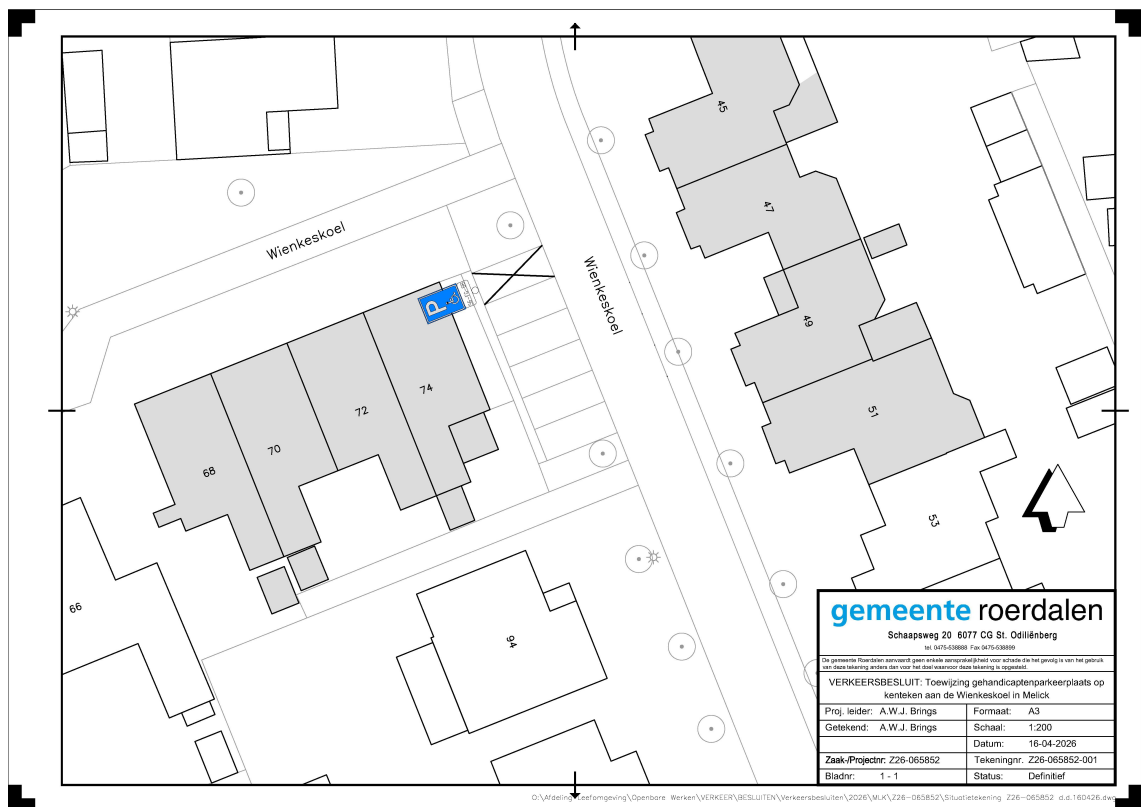 45
47
Wienkeskoel
Wienkeskoel
P
49
74
72
51
70
68
53
66
94
gemeente roerdalen
Schaapsweg 20 6077 CG St. Odiliënberg
tel. 0475-538888 Fax 0475-538899
De gemeente Roerdalen aanvaardt geen enkele aansprakelijkheid voor schade die het gevolg is van het gebruik
van deze tekening anders dan voor het doel waarvoor deze tekening is opgesteld.
VERKEERSBESLUIT: Toewijzing gehandicaptenparkeerplaats op
kenteken aan de Wienkeskoel in Melick
Proj. leider: A.W.J. Brings Formaat: A3
Getekend: A.W.J. Brings Schaal: 1:200
Datum: 16-04-2026
Zaak-/Projectnr: Z26-065852 Tekeningnr. Z26-065852-001
Bladnr: 1 - 1 Status: Definitief
O:\Afdeling Leefomgeving\Openbare Werken\VERKEER\BESLUITEN\Verkeersbesluiten\2026\MLK\Z26-065852\Situatietekening Z26-065852 d.d.160426.dwg